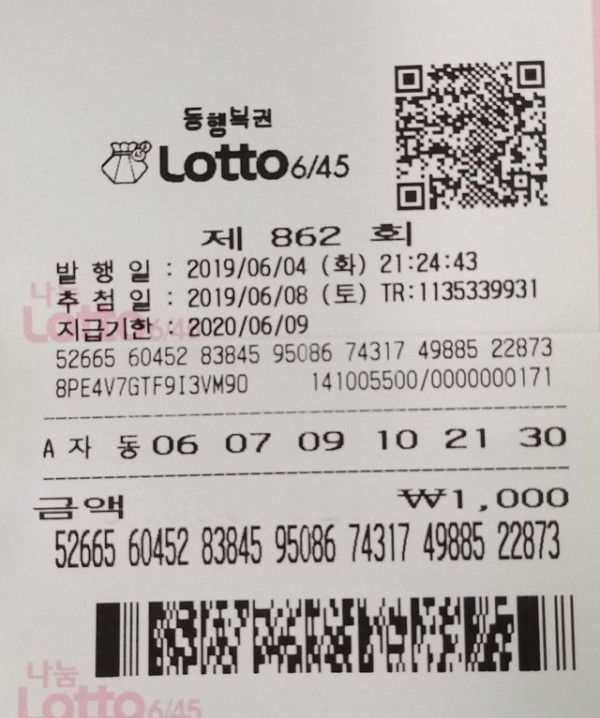 동행복권
Lotto 6/45
제 862 회
발 행 일 : 2019/06/04 (화) 21:24:43
추 첨 일 : 2019/06/08 (토) TR:1135339931
지급기한 : 2020/06/09
52665 60452 83845 95086 74317 49885 22873
8PE4V7GTF9I3VM90 141005500/0000000171
A 자 동 06 07 09 10 21 30
금액 ₩1,000
52665 60452 83845 95086 74317 49885 22873
나눔
Lotto 6/45